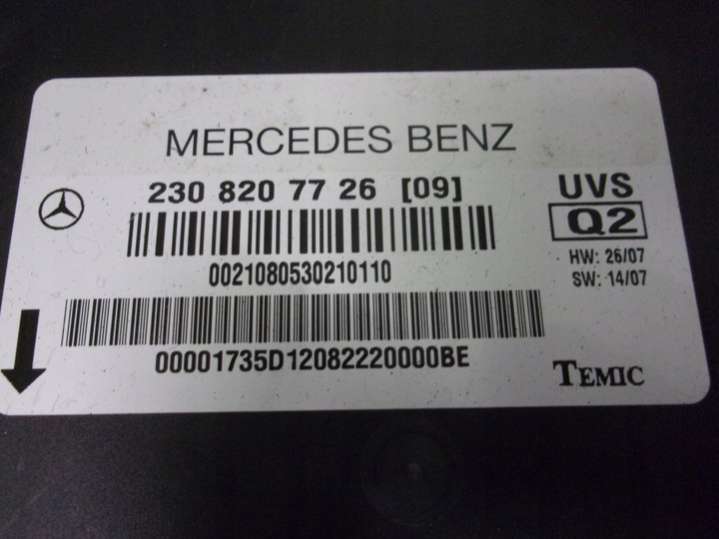 MERCEDES BENZ
230 820 77 26 [09]
UVS
Q2
0021080530210110
HW: 26/07
SW: 14/07
00001735D12082220000BE
TEMIC